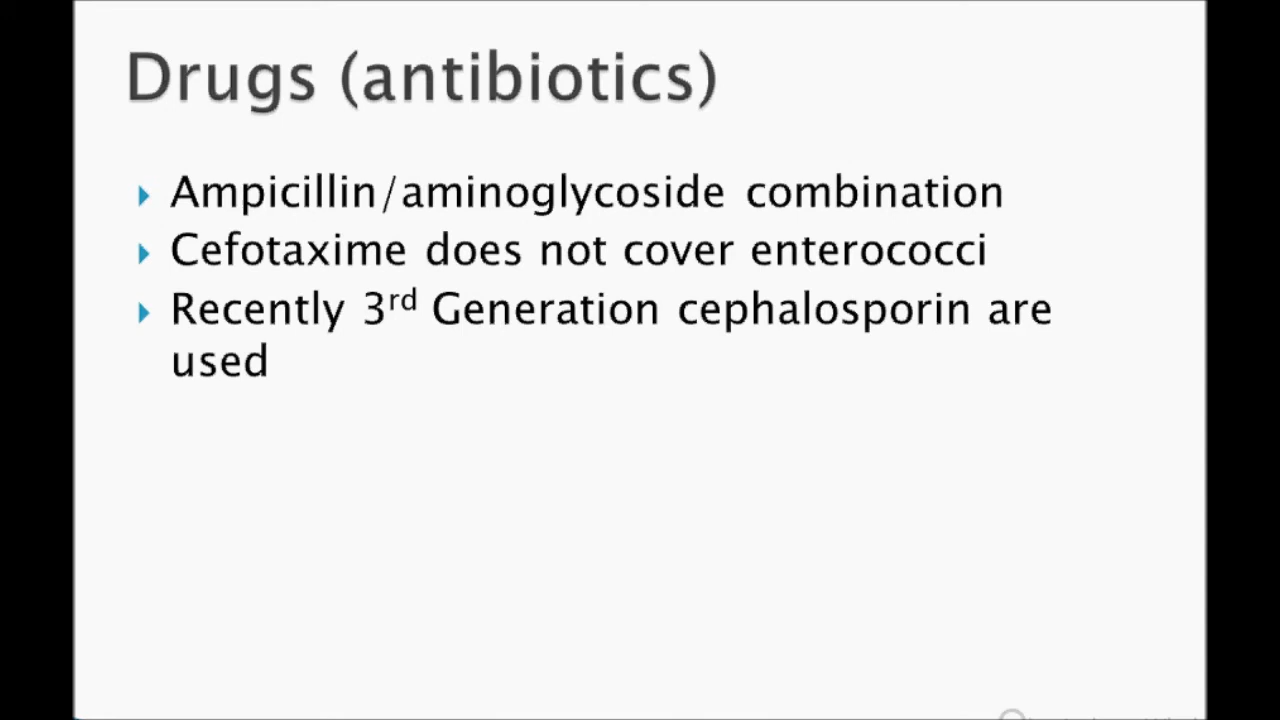 Drugs (antibiotics)
Ampicillin/aminoglycoside combination
Cefotaxime does not cover enterococci
Recently 3rd Generation cephalosporin are
used